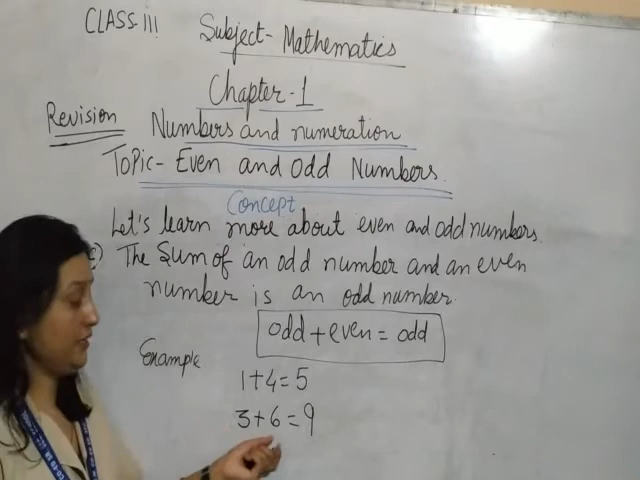 CLASS-III
Subject- Mathematics
Chapter-1
Revision Numbers and numeration
Topic- Even and odd Numbers.
Concept
Let's learn more about even and odd numbers.
c) The Sum of an odd number and an even
number is an odd number.
odd + even = odd
Example
1+4=5
3+6=9